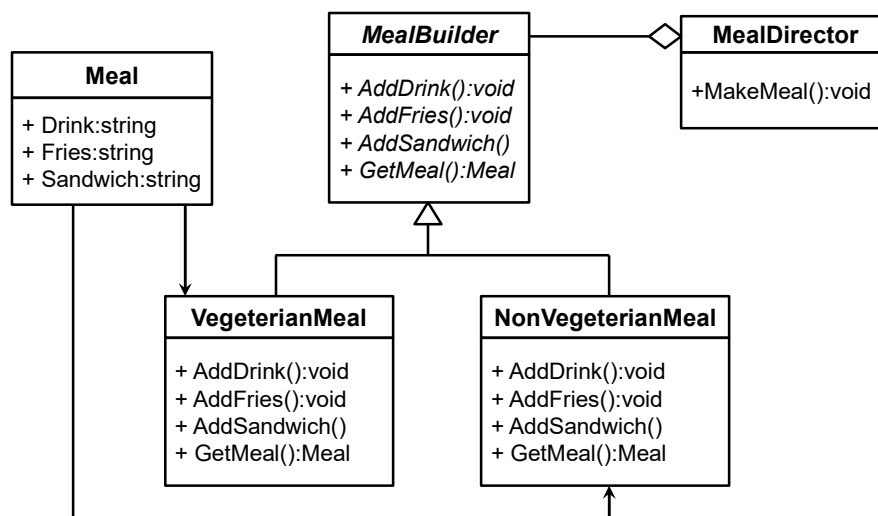 Meal
+ Drink:string
+ Fries:string
+ Sandwich:string
MealBuilder
+ AddDrink():void
+ AddFries():void
+ AddSandwich()
+ GetMeal():Meal
MealDirector
+MakeMeal():void
VegeterianMeal
+ AddDrink():void
+ AddFries():void
+ AddSandwich()
+ GetMeal():Meal
NonVegeterianMeal
+ AddDrink():void
+ AddFries():void
+ AddSandwich()
+ GetMeal():Meal